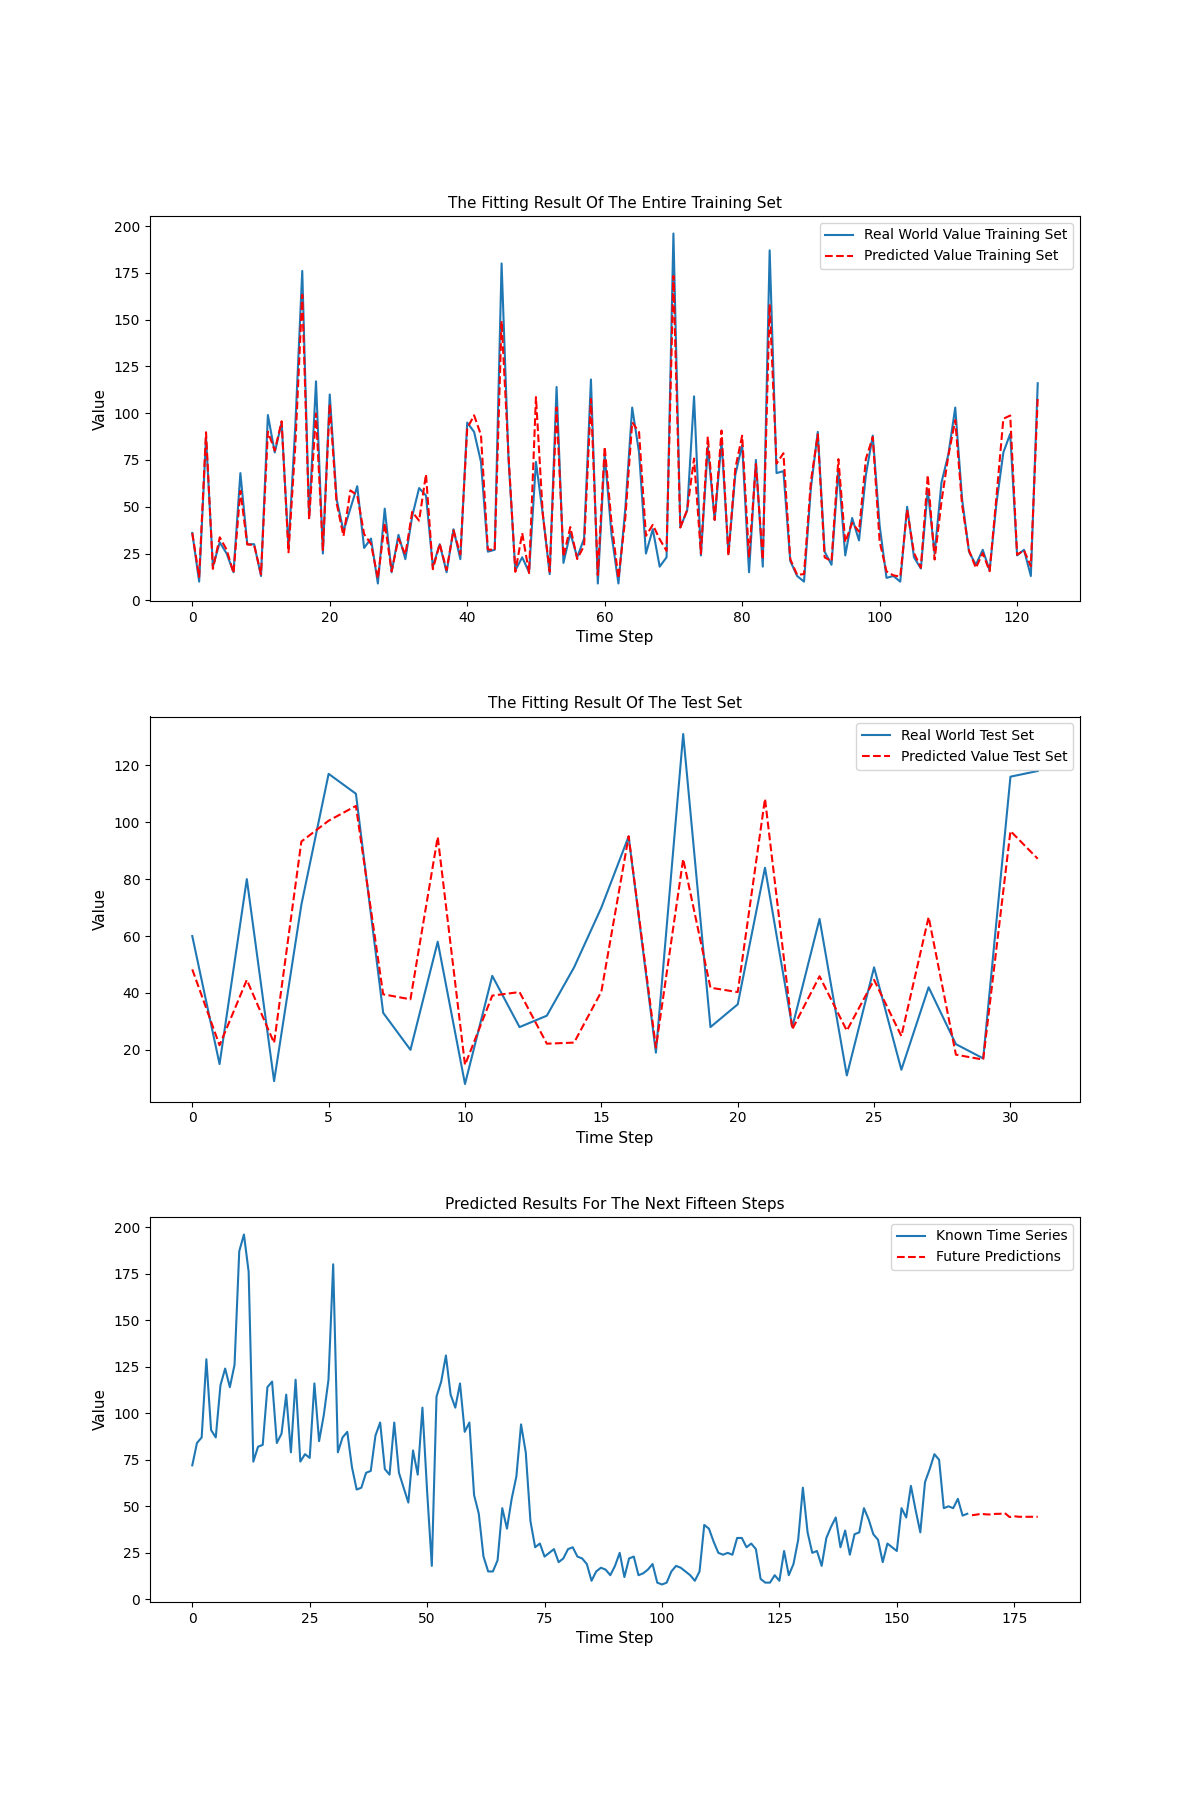 The Fitting Result Of The Entire Training Set
200
175
150
125
100
75
50
25
0
Value
Real World Value Training Set
Predicted Value Training Set
0 20 40 60 80 100 120
Time Step
The Fitting Result Of The Test Set
120
100
80
60
40
20
Value
Real World Test Set
Predicted Value Test Set
0 5 10 15 20 25 30
Time Step
Predicted Results For The Next Fifteen Steps
200
175
150
125
100
75
50
25
0
Value
Known Time Series
Future Predictions
0 25 50 75 100 125 150 175
Time Step